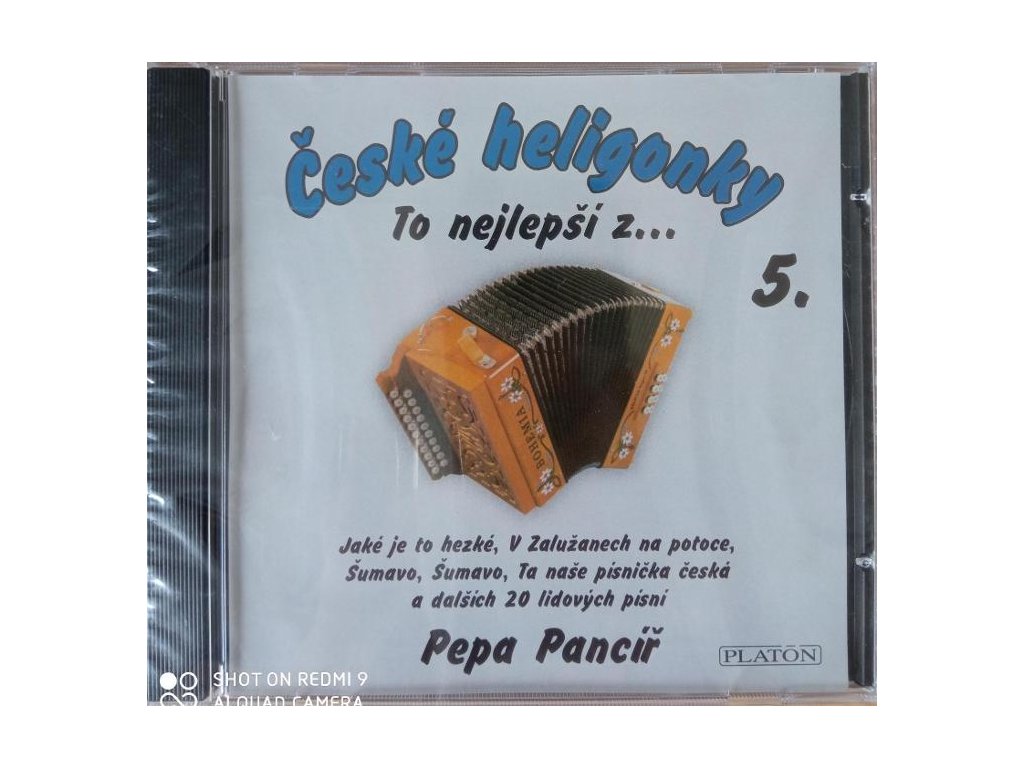 České heligonky
To nejlepší z...
5.
BOHEMIA
Jaké je to hezké, V Zalužanech na potoce,
Šumavo, Šumavo, Ta naše písnička česká
a dalších 20 lidových písní
Pepa Pancíř
PLATÓN
SHOT ON REDMI 9
AI QUAD CAMERA